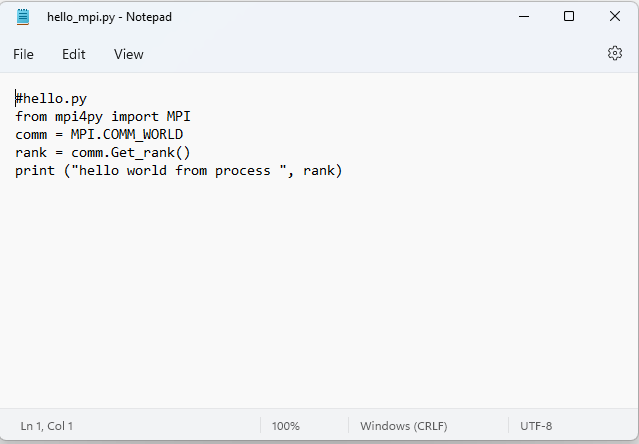 hello_mpi.py - Notepad
File Edit View
#hello.py
from mpi4py import MPI
comm = MPI.COMM_WORLD
rank = comm.Get_rank()
print ("hello world from process ", rank)
Ln 1, Col 1 100% Windows (CRLF) UTF-8